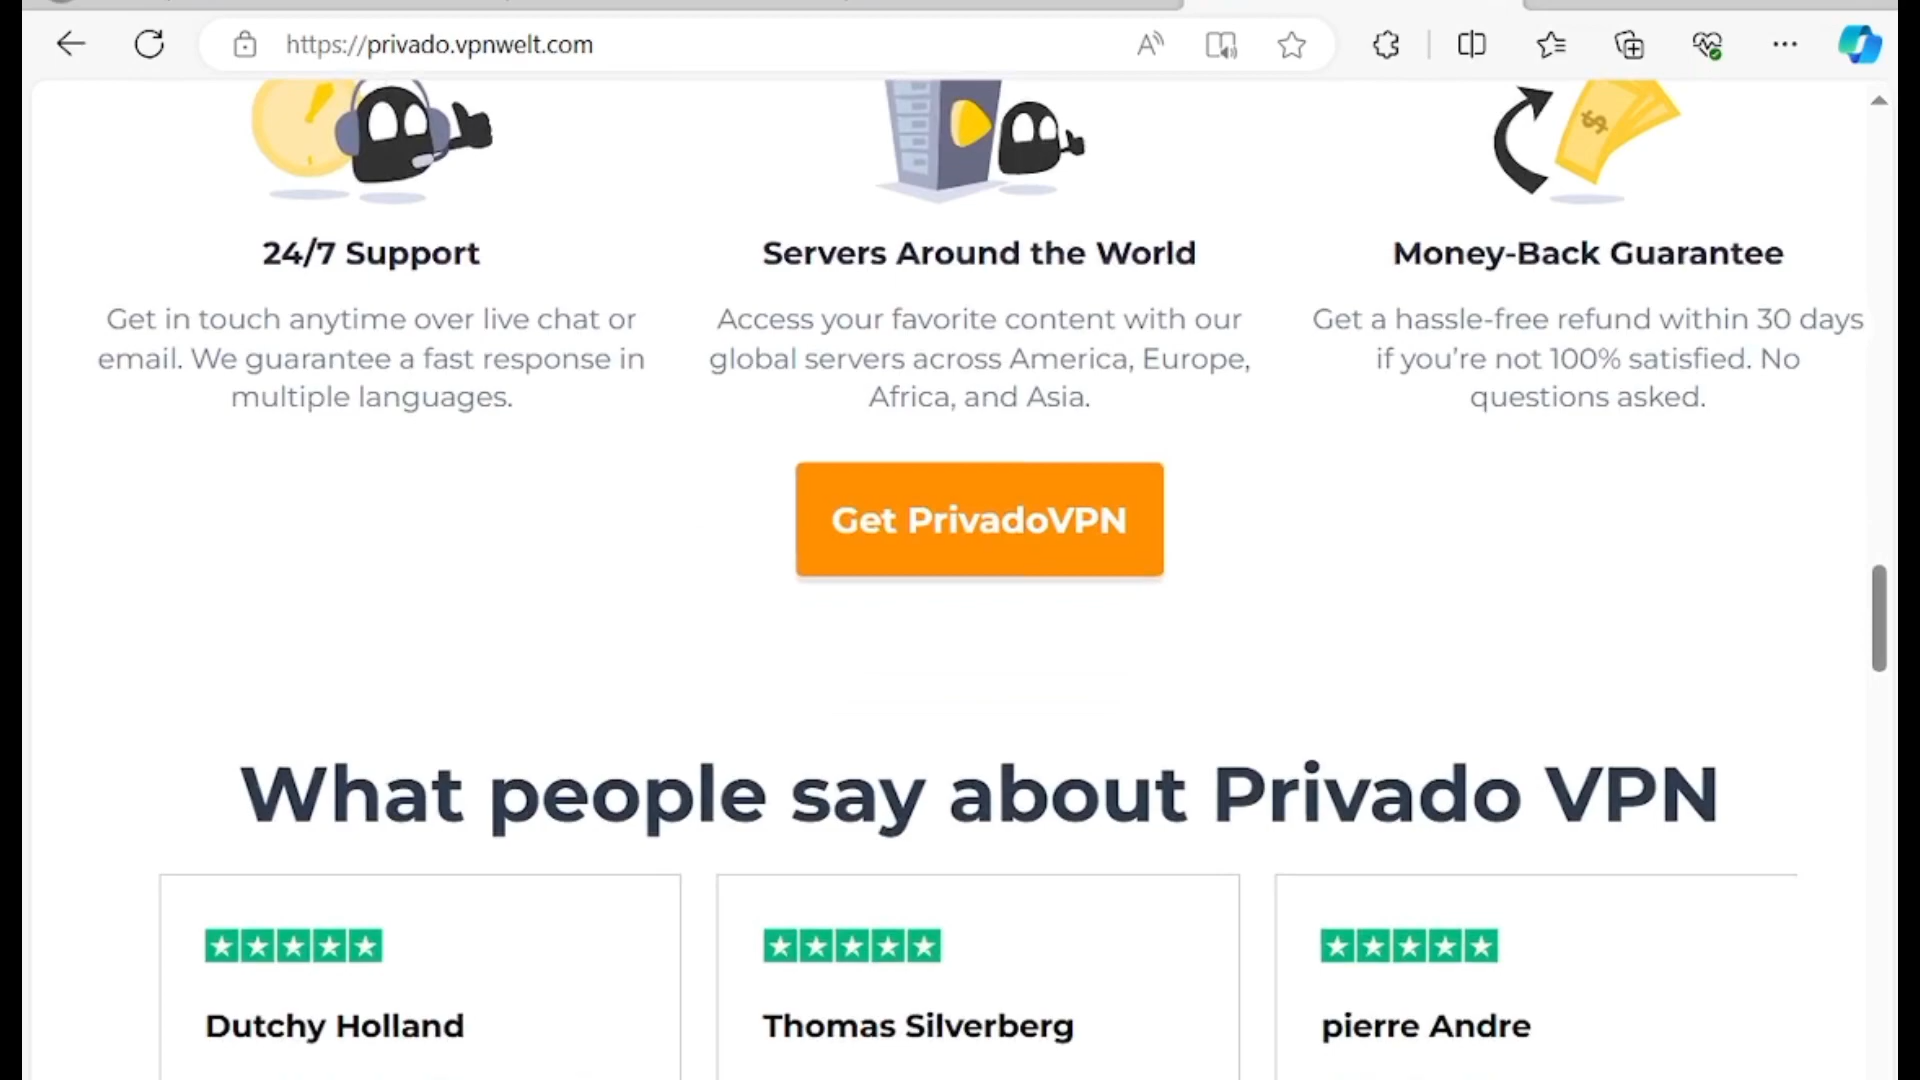 https://privado.vpnwelt.com
24/7 Support
Servers Around the World
Money-Back Guarantee
Get in touch anytime over live chat or
email. We guarantee a fast response in
multiple languages.
Access your favorite content with our
global servers across America, Europe,
Africa, and Asia.
Get a hassle-free refund within 30 days
if you’re not 100% satisfied. No
questions asked.
Get PrivadoVPN
What people say about Privado VPN
Dutchy Holland
Thomas Silverberg
pierre Andre